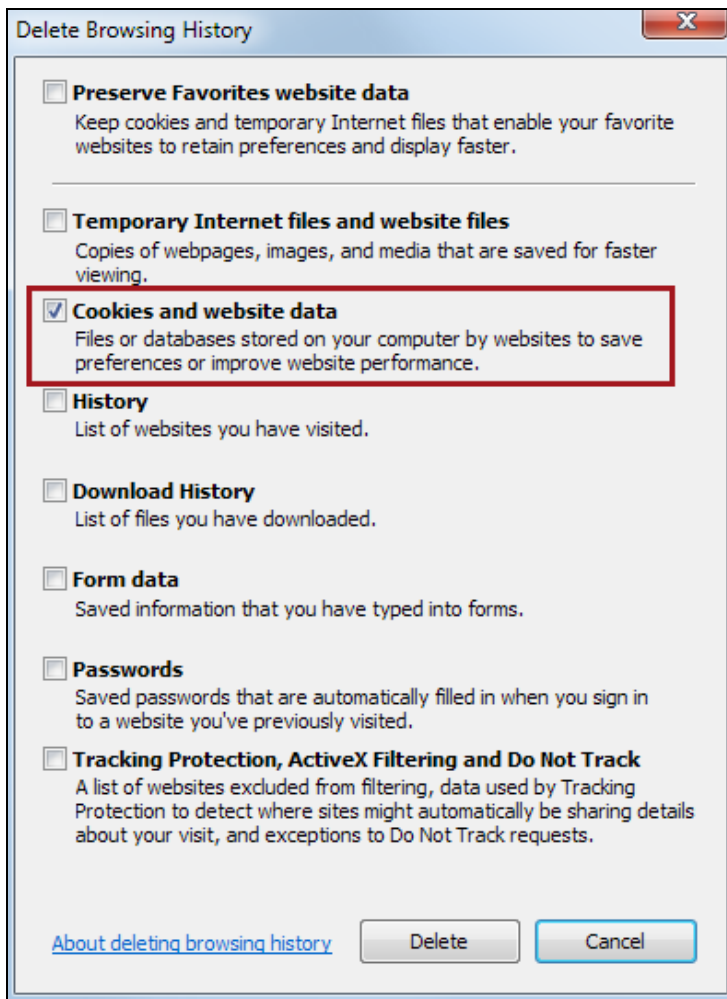 Delete Browsing History
Preserve Favorites website data
Keep cookies and temporary Internet files that enable your favorite
websites to retain preferences and display faster.
Temporary Internet files and website files
Copies of webpages, images, and media that are saved for faster
viewing.
Cookies and website data
Files or databases stored on your computer by websites to save
preferences or improve website performance.
History
List of websites you have visited.
Download History
List of files you have downloaded.
Form data
Saved information that you have typed into forms.
Passwords
Saved passwords that are automatically filled in when you sign in
to a website you've previously visited.
Tracking Protection, ActiveX Filtering and Do Not Track
A list of websites excluded from filtering, data used by Tracking
Protection to detect where sites might automatically be sharing details
about your visit, and exceptions to Do Not Track requests.
About deleting browsing history
Delete
Cancel